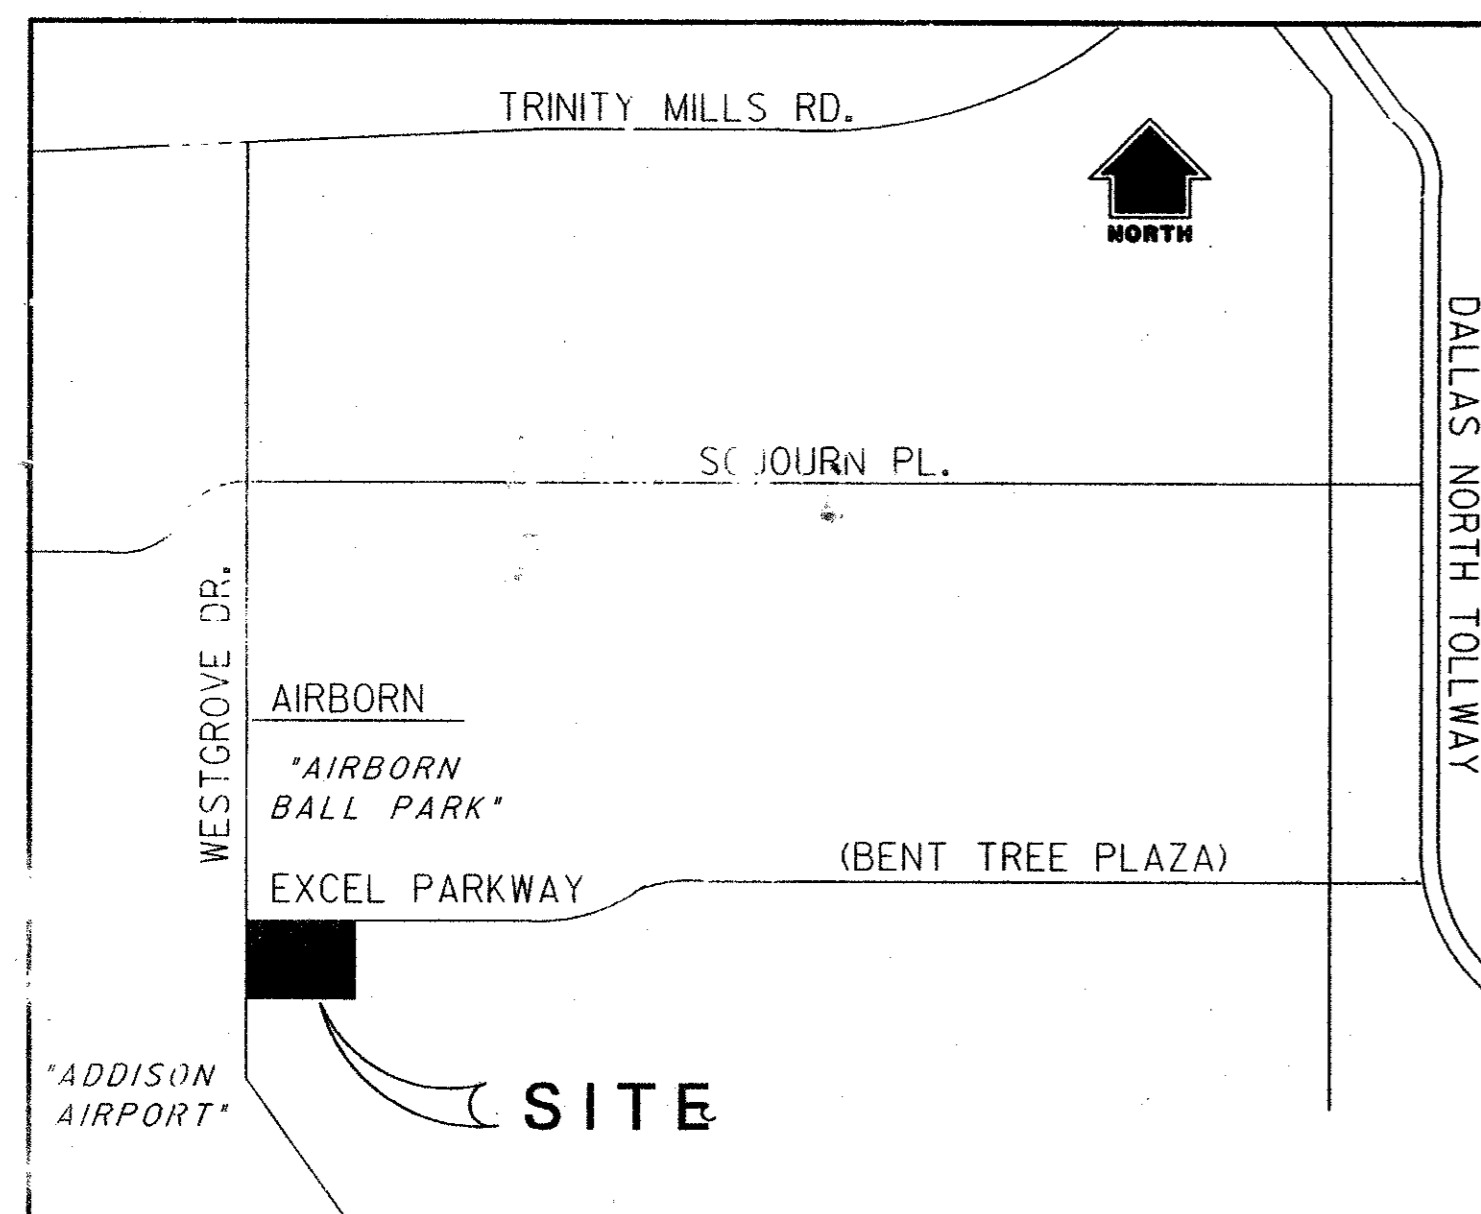 TRINITY MILLS RD.
NORTH
DALLAS NORTH TOLLWAY
SOJOURN PL.
WESTGROVE DR.
AIRBORN
"AIRBORN
BALL PARK"
(BENT TREE PLAZA)
EXCEL PARKWAY
"ADDISON
AIRPORT"
SITE